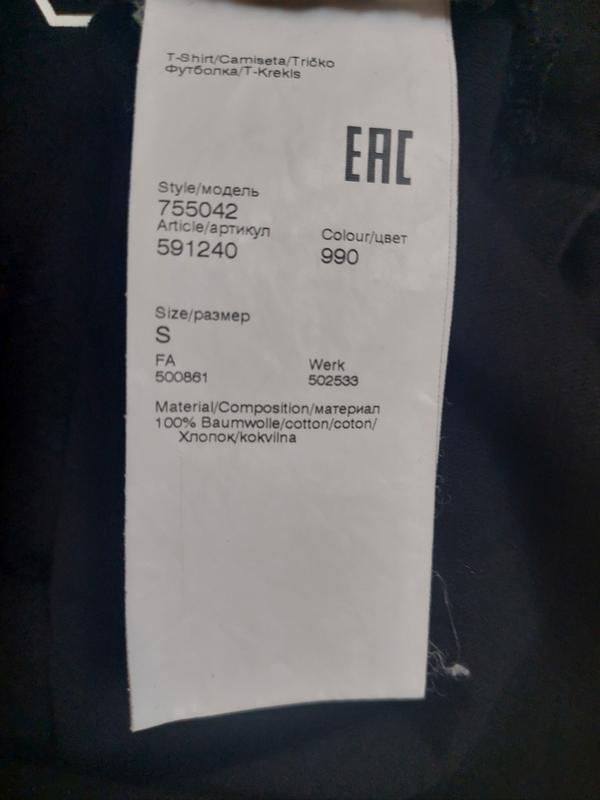 T-Shirt/Camiseta/Tričko
Футболка/T-Krekls
EAC
Style/модель
755042
Article/артикул
591240
Colour/цвет
990
Size/размер
S
FA
500861
Werk
502533
Material/Composition/материал
100% Baumwolle/cotton/coton/
Хлопок/kokvilna